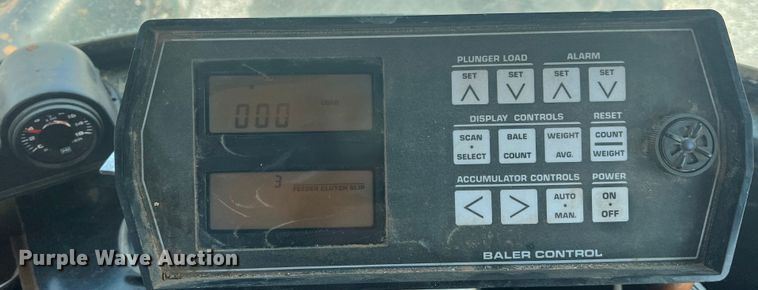 PLUNGER LOAD ALARM
SET SET SET SET
LOAD
000
DISPLAY CONTROLS RESET
SCAN BALE WEIGHT COUNT
SELECT COUNT AVG. WEIGHT
3
FEEDER CLUTCH SLIP
ACCUMULATOR CONTROLS POWER
< > AUTO ON
MAN. OFF
BALER CONTROL
Purple Wave Auction